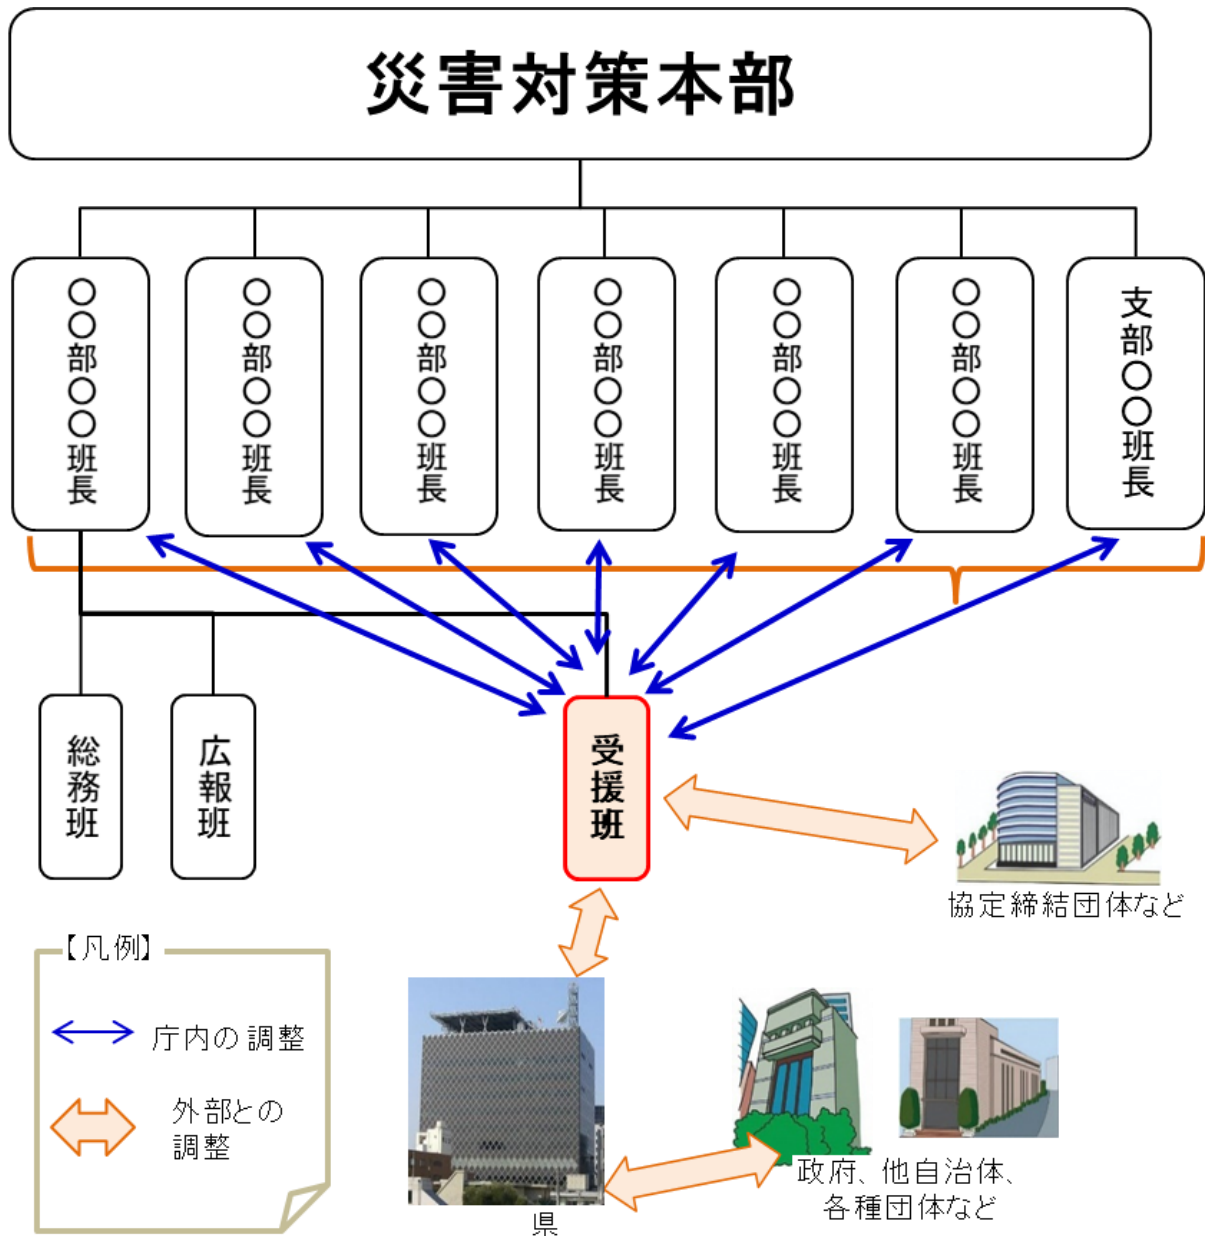 災害対策本部
〇〇部〇〇班長
〇〇部〇〇班長
〇〇部〇〇班長
〇〇部〇〇班長
〇〇部〇〇班長
〇〇部〇〇班長
支部〇〇班長
総務班
広報班
受援班
協定締結団体など
【凡例】
庁内の調整
外部との
調整
県
政府、他自治体、
各種団体など